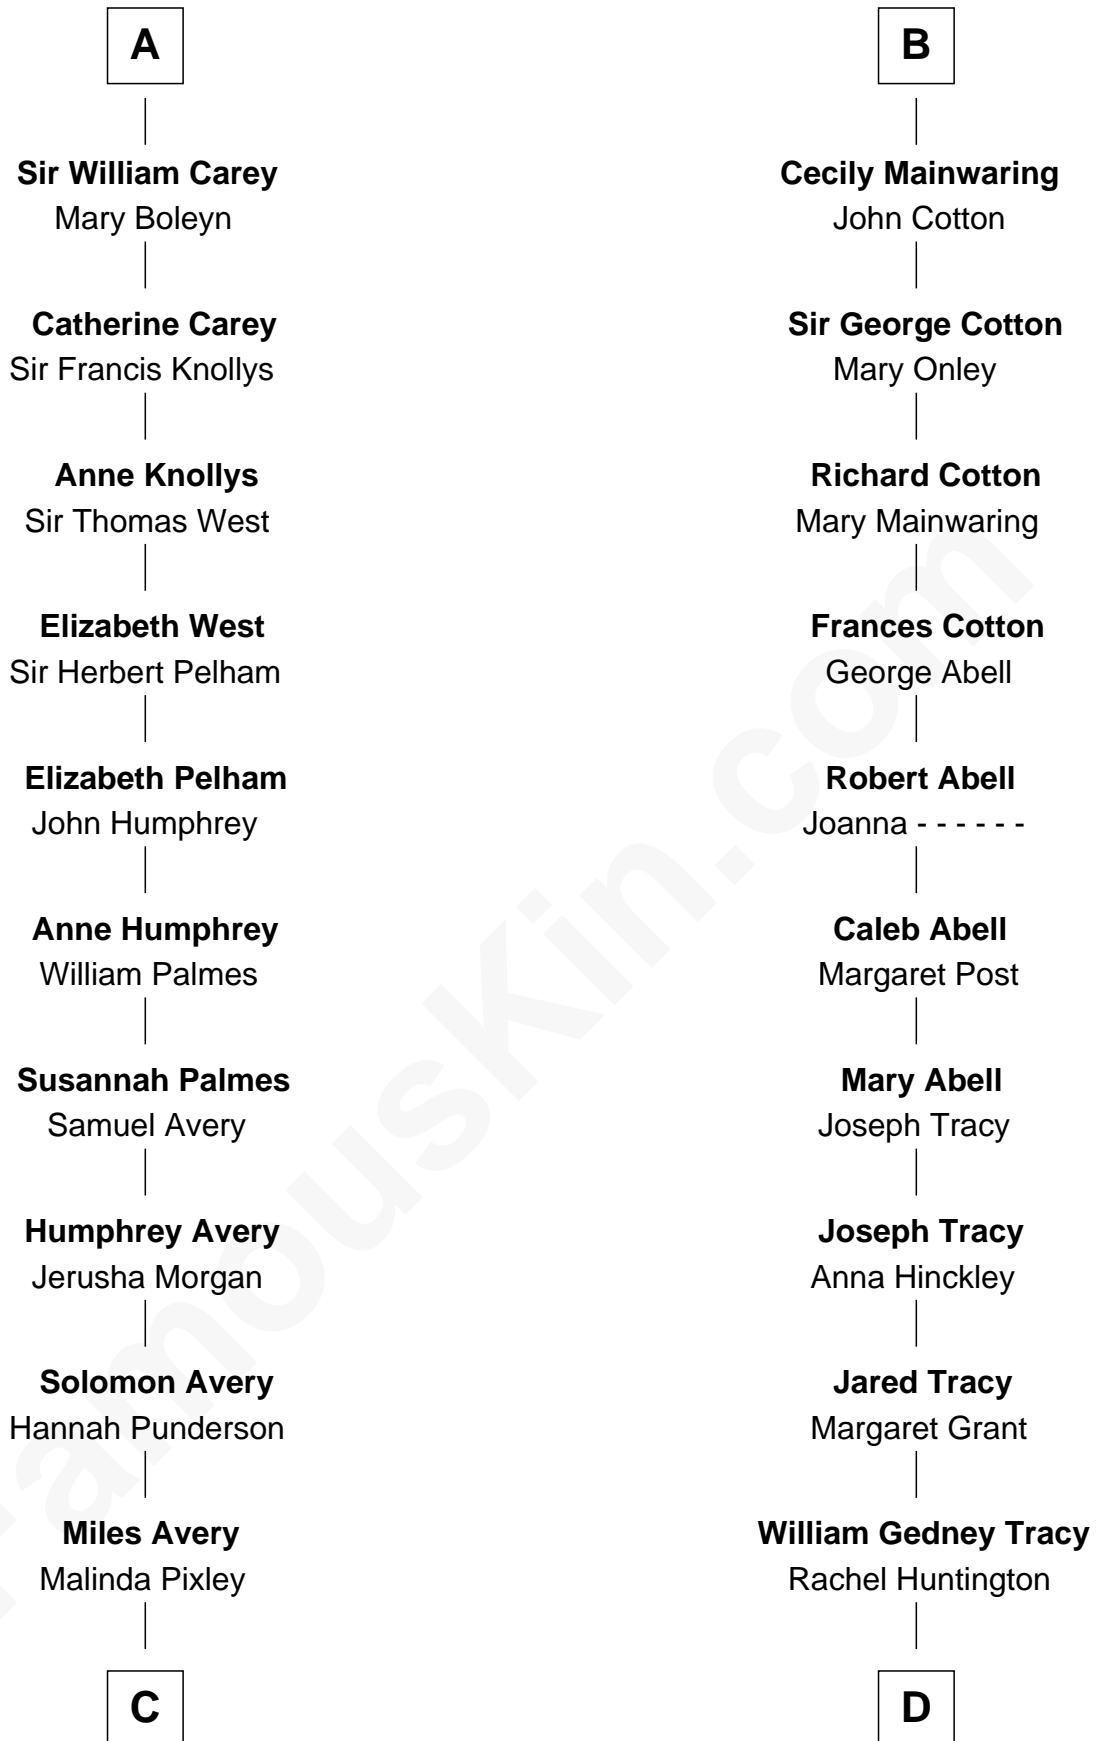 A
Sir William Carey
Mary Boleyn
Catherine Carey
Sir Francis Knollys
Anne Knollys
Sir Thomas West
Elizabeth West
Sir Herbert Pelham
Elizabeth Pelham
John Humphrey
Anne Humphrey
William Palmes
Susannah Palmes
Samuel Avery
Humphrey Avery
Jerusha Morgan
Solomon Avery
Hannah Punderson
Miles Avery
Malinda Pixley
C
B
Cecily Mainwaring
John Cotton
Sir George Cotton
Mary Onley
Richard Cotton
Mary Mainwaring
Frances Cotton
George Abell
Robert Abell
Joanna - - - - - -
Caleb Abell
Margaret Post
Mary Abell
Joseph Tracy
Joseph Tracy
Anna Hinckley
Jared Tracy
Margaret Grant
William Gedney Tracy
Rachel Huntington
D
FamousKin.com